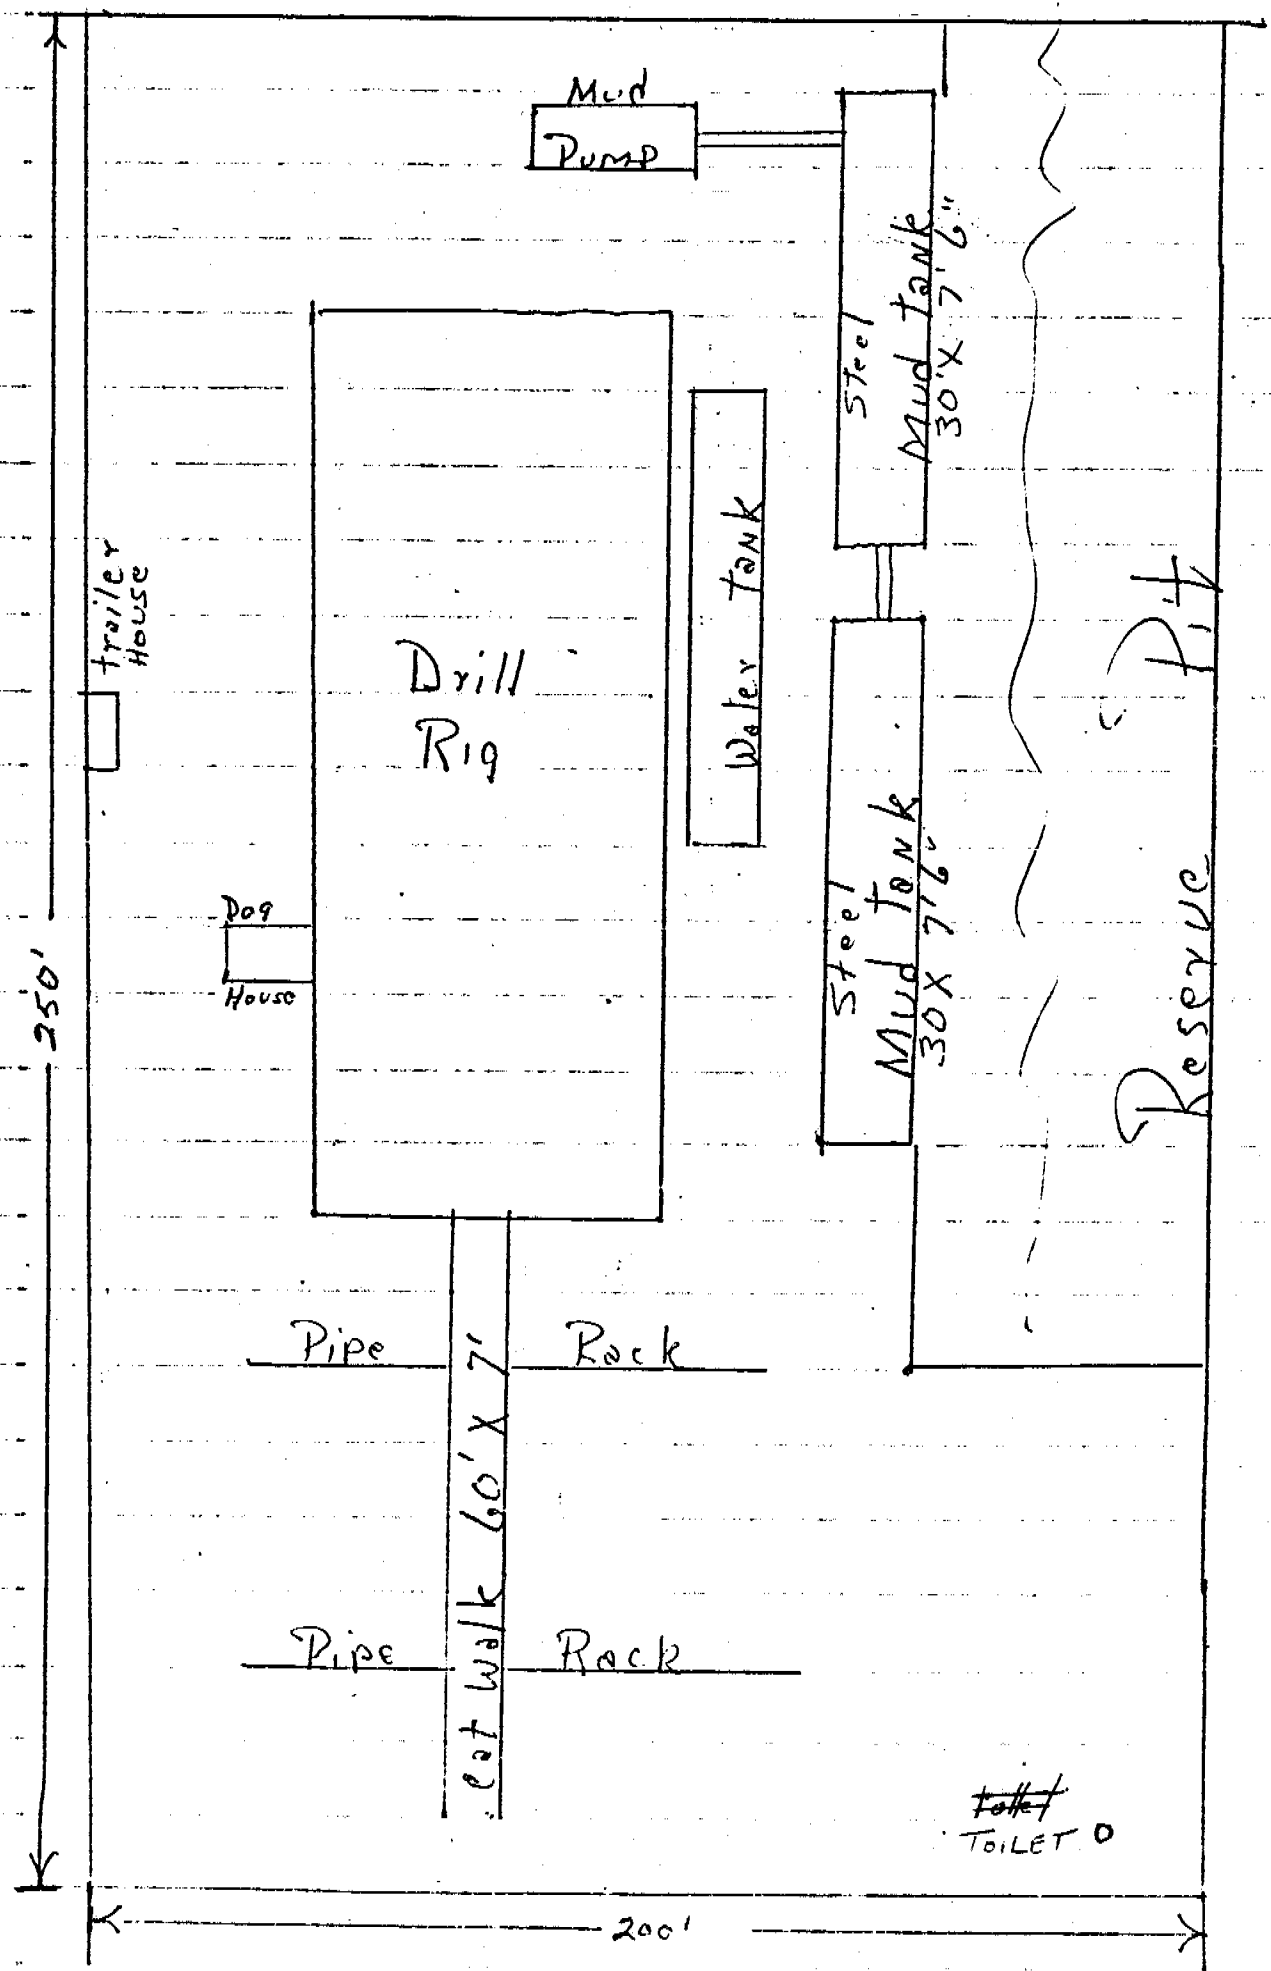 Mud
Pump
Steel
Mud tank
30' X 7' 6"
Water tank
trailer
House
Drill
Rig
Steel
Mud tank
30 X 7' 6"
Reserve Pit
Dog
House
250'
Pipe Rack
Cat Walk 60' X 7'
Pipe Rack
Toilet
TOILET O
200'